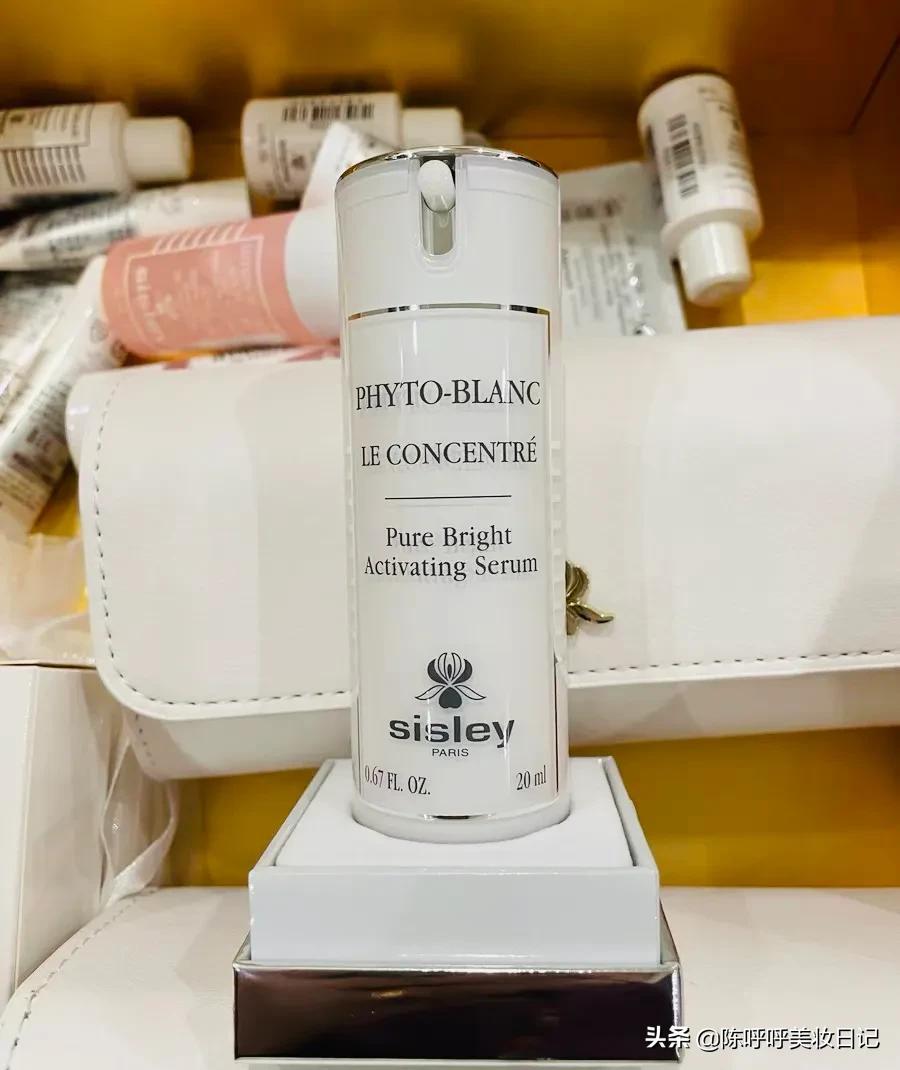 PHYTO-BLANC
LE CONCENTRÉ
Pure Bright
Activating Serum
sisley
PARIS
0.67 FL. OZ. 20 ml
头条 @陈呼呼美妆日记